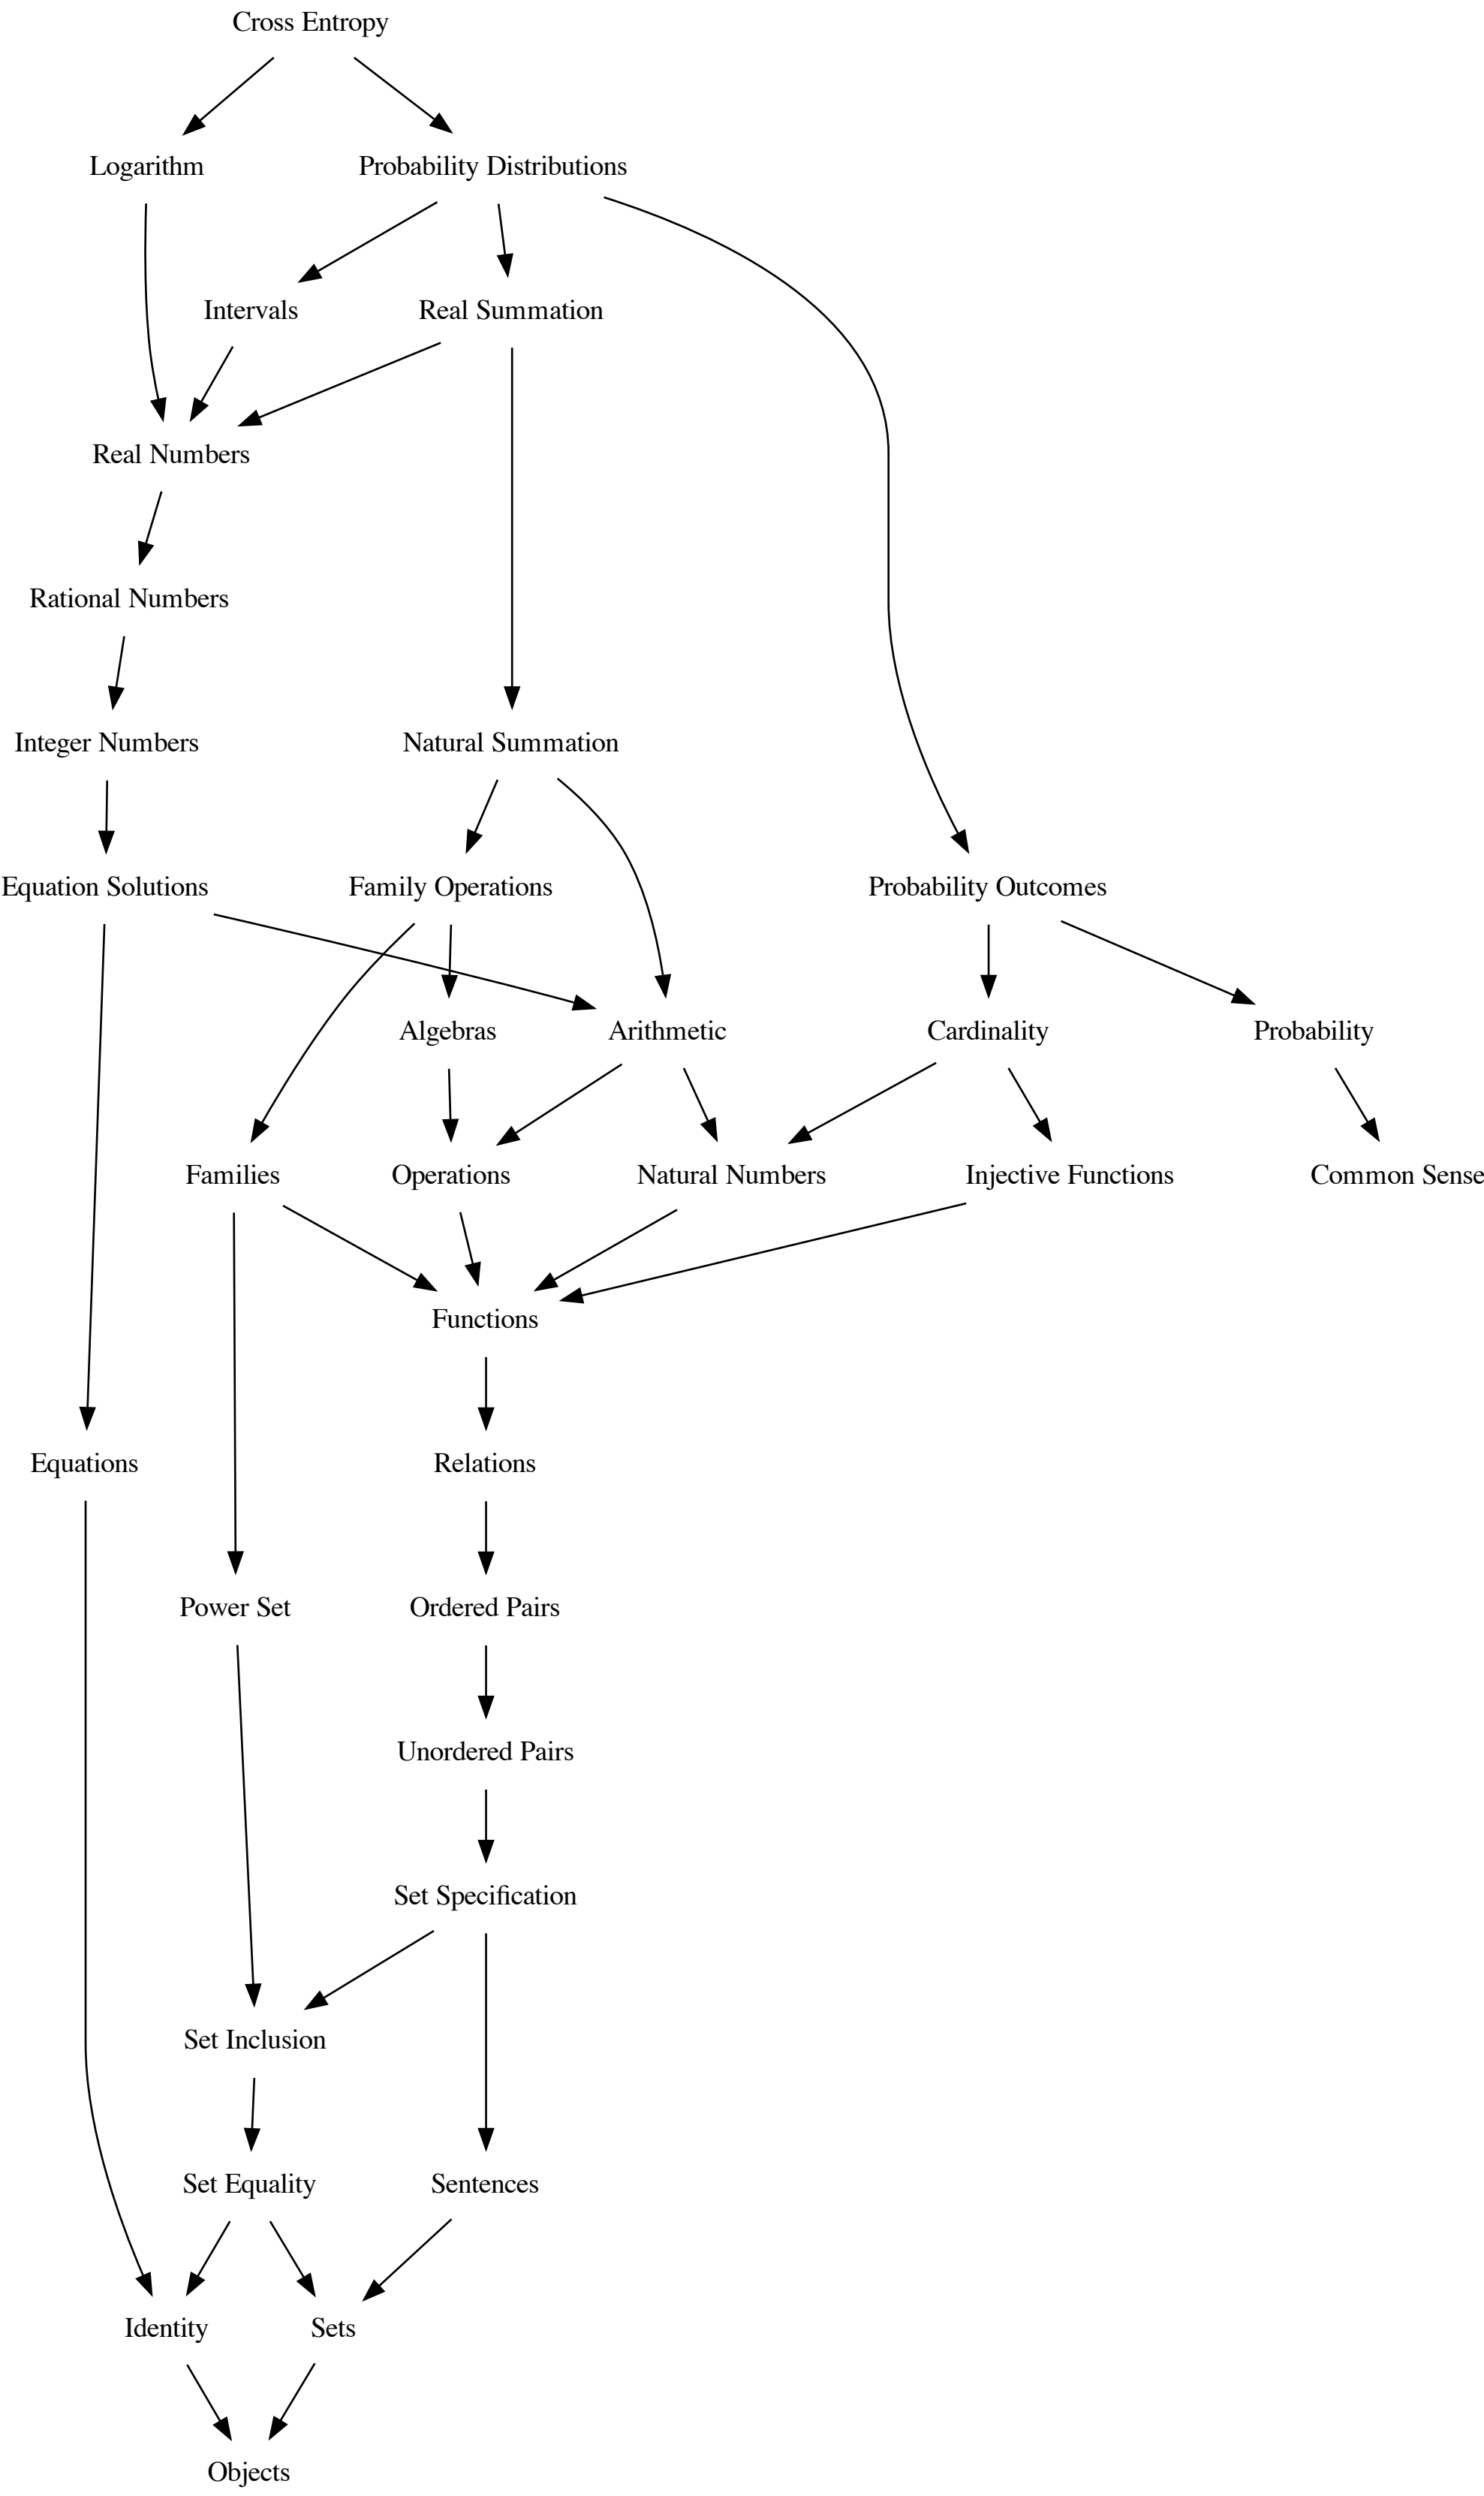 Cross Entropy
Logarithm
Probability Distributions
Intervals
Real Summation
Real Numbers
Rational Numbers
Integer Numbers
Natural Summation
Equation Solutions
Family Operations
Probability Outcomes
Algebras
Arithmetic
Cardinality
Probability
Families
Operations
Natural Numbers
Injective Functions
Common Sense
Functions
Equations
Relations
Power Set
Ordered Pairs
Unordered Pairs
Set Specification
Set Inclusion
Set Equality
Sentences
Identity
Sets
Objects